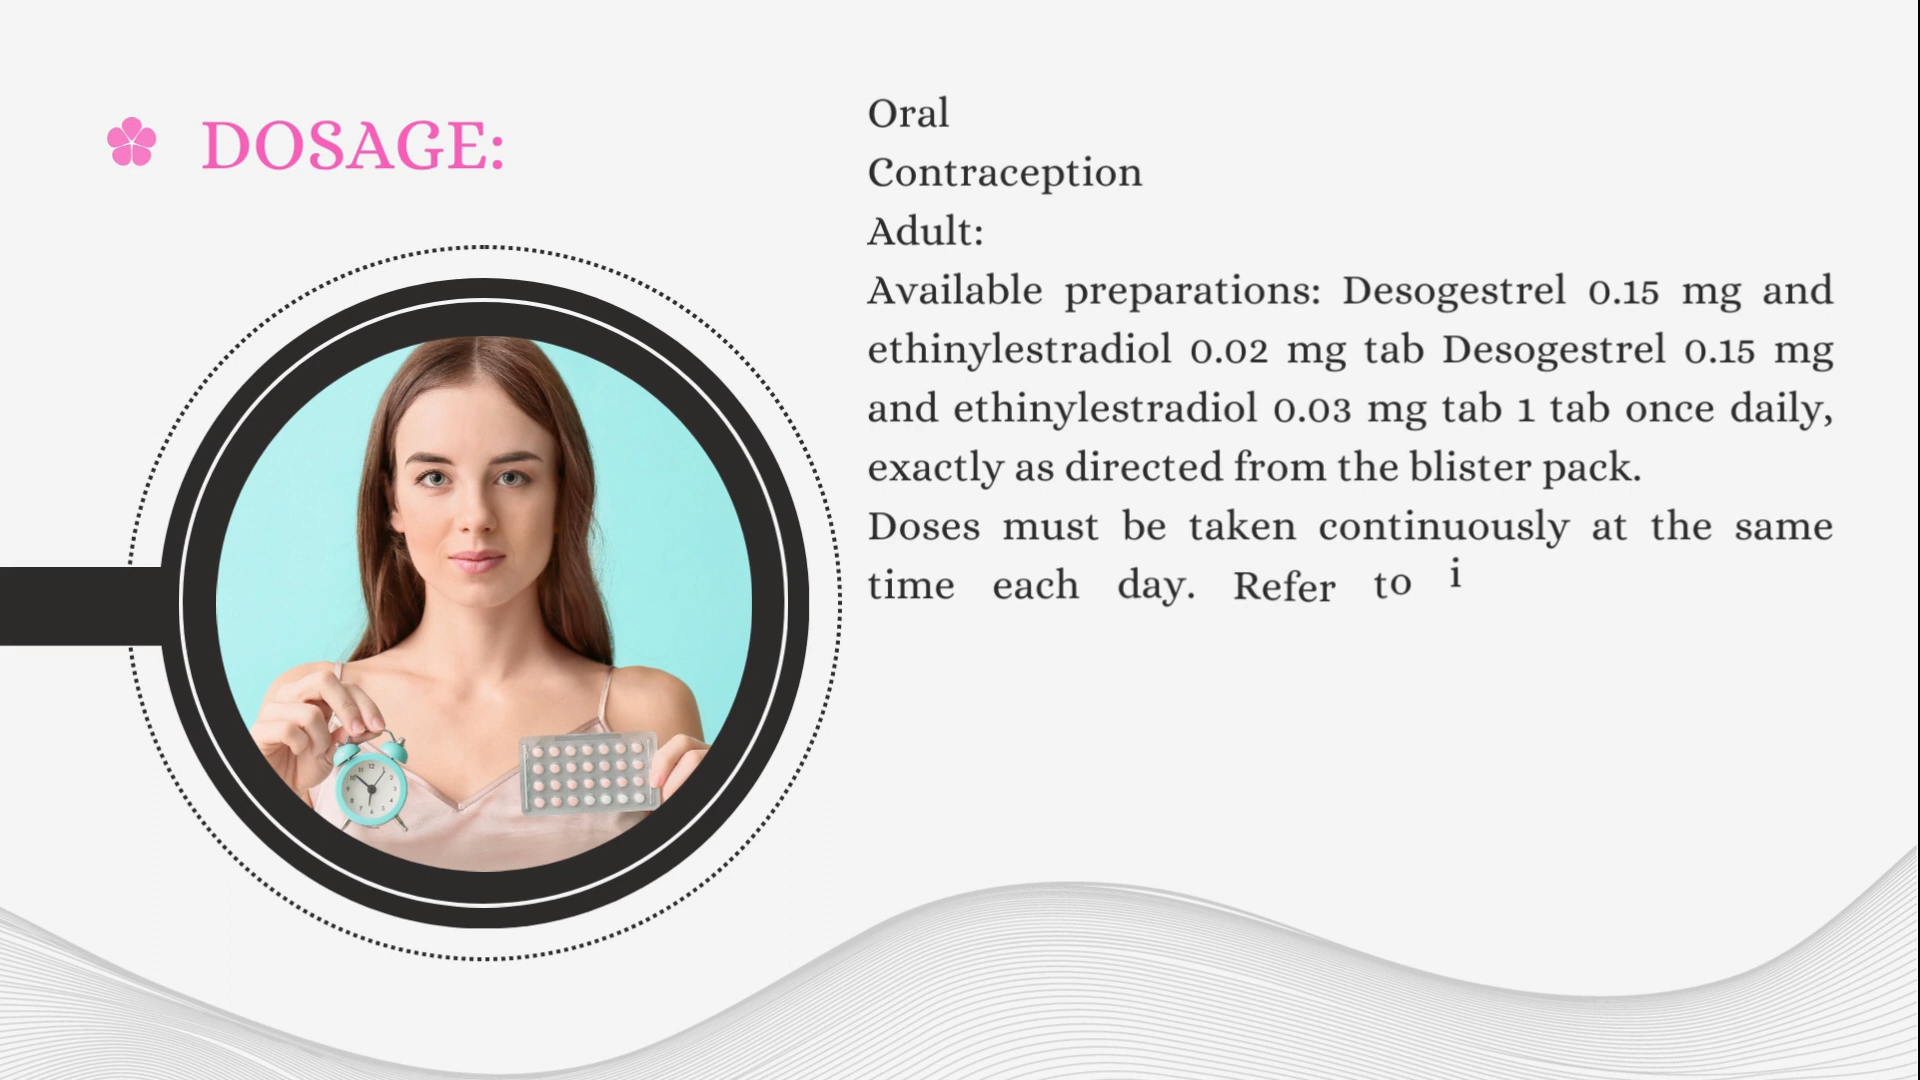 DOSAGE:
Oral
Contraception
Adult:
Available preparations: Desogestrel 0.15 mg and
ethinylestradiol 0.02 mg tab Desogestrel 0.15 mg
and ethinylestradiol 0.03 mg tab 1 tab once daily,
exactly as directed from the blister pack.
Doses must be taken continuously at the same
time each day. Refer to i